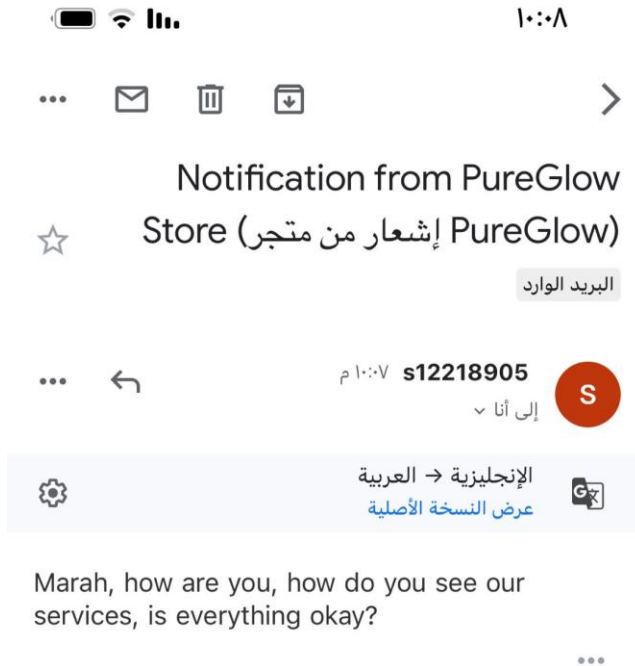 ١٠:٠٨
Notification from PureGlow
Store (إشعار من متجر PureGlow)
البريد الوارد
s12218905 ١٠:٠٧ م
S
إلى أنا
الإنجليزية → العربية
عرض النسخة الأصلية
Marah, how are you, how do you see our
services, is everything okay?